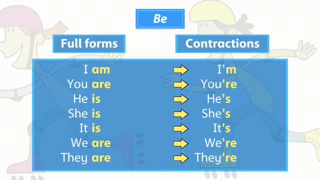 Be
Full forms Contractions
I am I'm
You are You're
He is He's
She is She's
It is It's
We are We're
They are They're